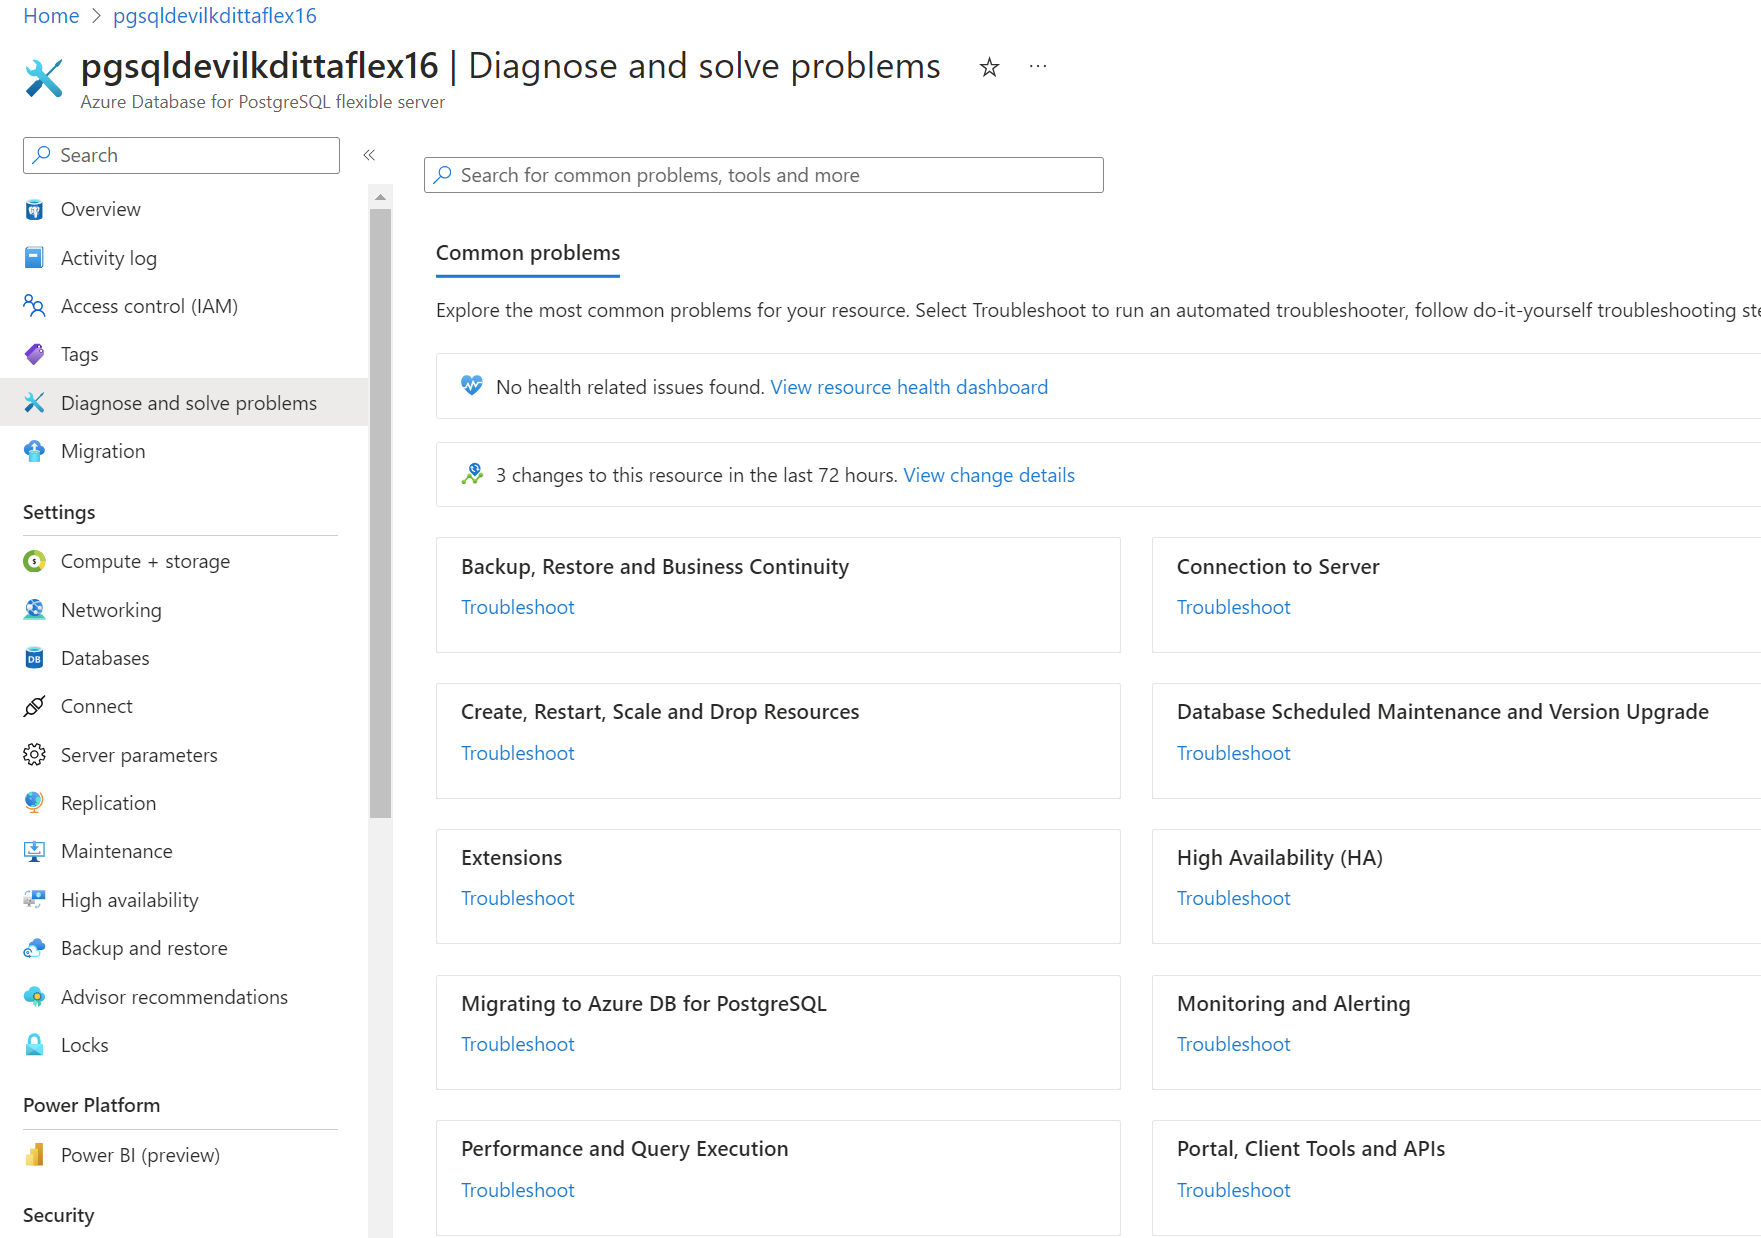 Home > pgsqldevilkdittaflex16
pgsqldevilkdittaflex16 | Diagnose and solve problems
Azure Database for PostgreSQL flexible server
Search
Overview
Activity log
Access control (IAM)
Tags
Diagnose and solve problems
Migration
Settings
Compute + storage
Networking
DB
Databases
Connect
Server parameters
Replication
Maintenance
High availability
Backup and restore
Advisor recommendations
Locks
Power Platform
Power BI (preview)
Security
Search for common problems, tools and more
Common problems
Explore the most common problems for your resource. Select Troubleshoot to run an automated troubleshooter, follow do-it-yourself troubleshooting
No health related issues found. View resource health dashboard
3 changes to this resource in the last 72 hours. View change details
Backup, Restore and Business Continuity
Troubleshoot
Connection to Server
Troubleshoot
Create, Restart, Scale and Drop Resources
Troubleshoot
Database Scheduled Maintenance and Version Upgrade
Troubleshoot
Extensions
Troubleshoot
High Availability (HA)
Troubleshoot
Migrating to Azure DB for PostgreSQL
Troubleshoot
Monitoring and Alerting
Troubleshoot
Performance and Query Execution
Troubleshoot
Portal, Client Tools and APIs
Troubleshoot